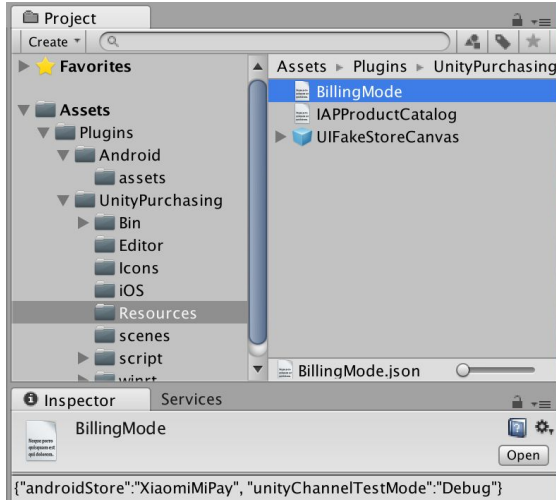 Project
Create
Favorites
Assets
Plugins
Android
assets
UnityPurchasing
Bin
Editor
Icons
iOS
Resources
scenes
script
winrt
Assets ▸ Plugins ▸ UnityPurchasing
BillingMode
IAPProductCatalog
UIFakeStoreCanvas
BillingMode.json
Inspector
Services
BillingMode
Open
{"androidStore":"XiaomiMiPay", "unityChannelTestMode":"Debug"}